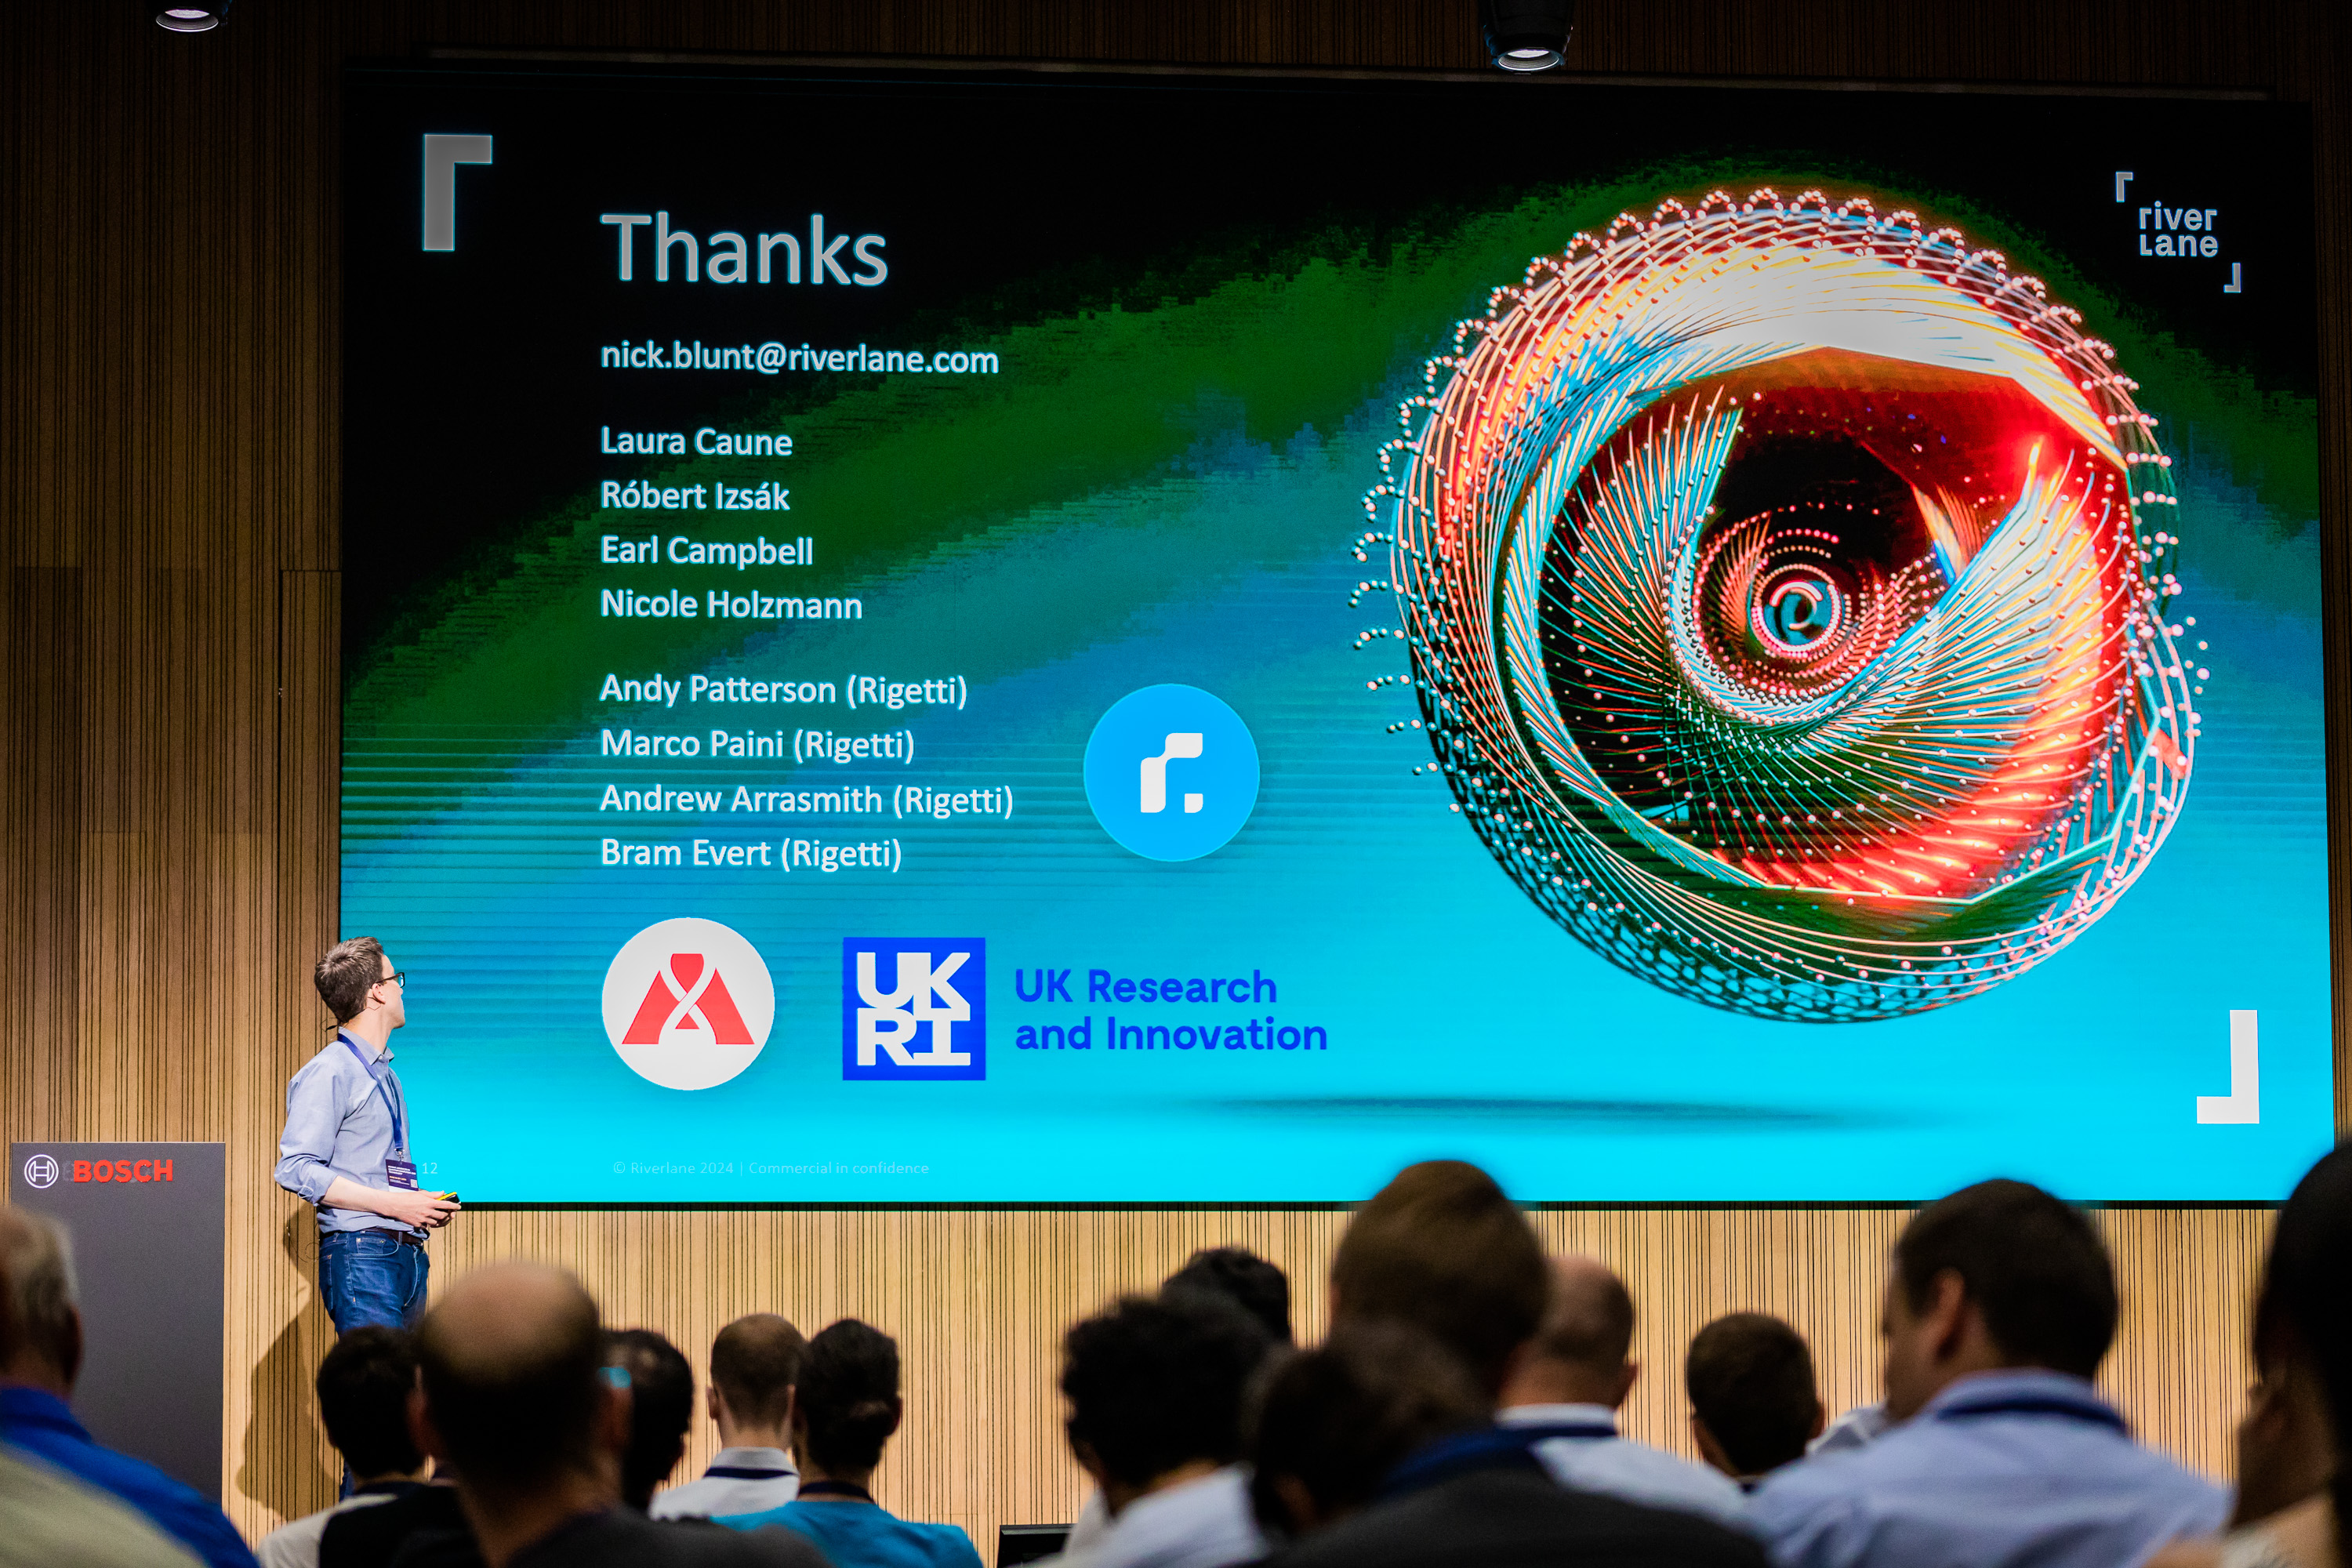 Thanks
river
Lane
nick.blunt@riverlane.com
Laura Caune
Róbert Izsák
Earl Campbell
Nicole Holzmann
Andy Patterson (Rigetti)
Marco Paini (Rigetti)
Andrew Arrasmith (Rigetti)
Bram Evert (Rigetti)
r.
UK
RI
UK Research
and Innovation
12
© Riverlane 2024 | Commercial in confidence
BOSCH